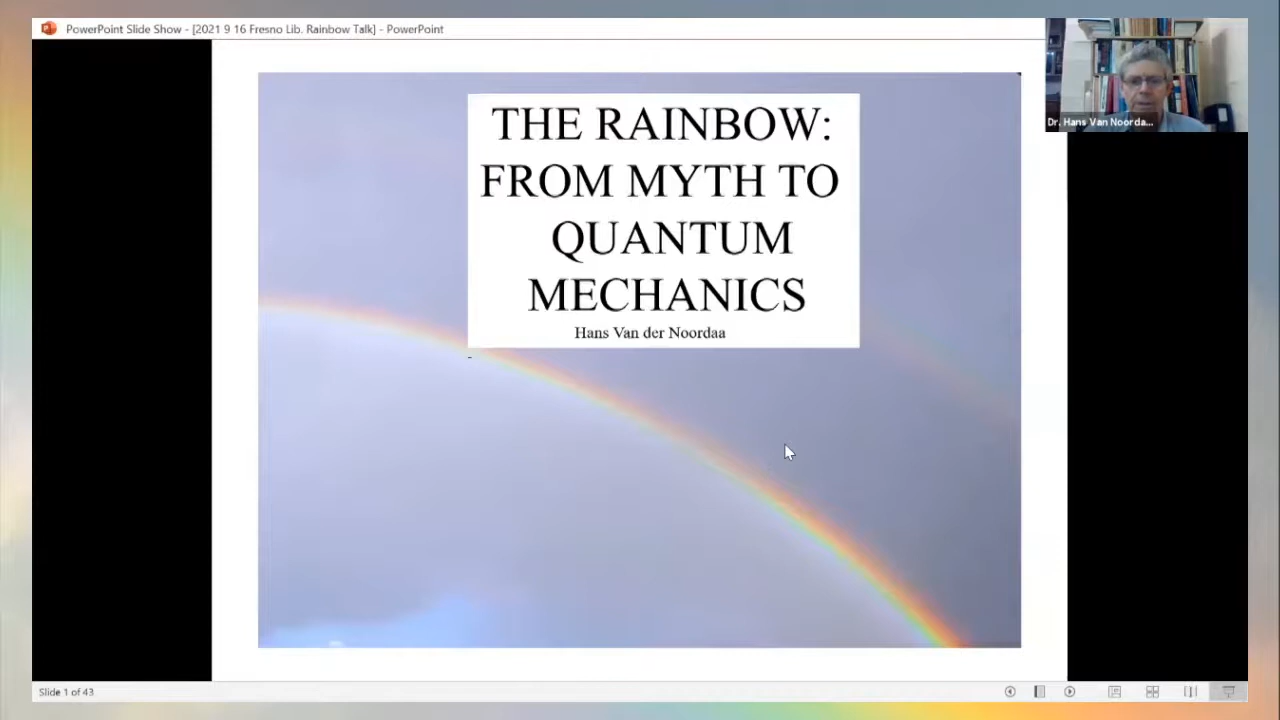 PowerPoint Slide Show - [2021 9 16 Fresno Lib. Rainbow Talk] - PowerPoint
Dr. Hans Van Noorda...
THE RAINBOW:
FROM MYTH TO
QUANTUM
MECHANICS
Hans Van der Noordaa
Slide 1 of 43